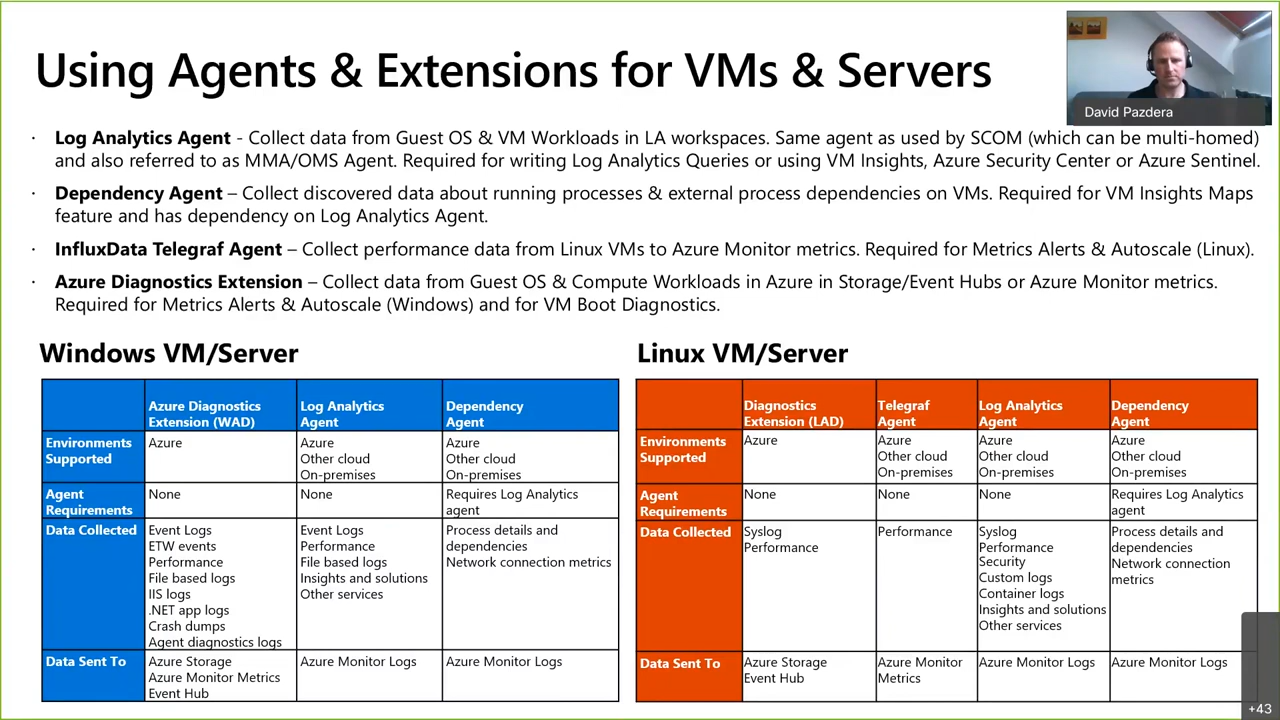 Using Agents & Extensions for VMs & Servers
David Pazdera
· Log Analytics Agent - Collect data from Guest OS & VM Workloads in LA workspaces. Same agent as used by SCOM (which can be multi-homed)
and also referred to as MMA/OMS Agent. Required for writing Log Analytics Queries or using VM Insights, Azure Security Center or Azure Sentinel.
· Dependency Agent – Collect discovered data about running processes & external process dependencies on VMs. Required for VM Insights Maps
feature and has dependency on Log Analytics Agent.
· InfluxData Telegraf Agent – Collect performance data from Linux VMs to Azure Monitor metrics. Required for Metrics Alerts & Autoscale (Linux).
· Azure Diagnostics Extension – Collect data from Guest OS & Compute Workloads in Azure in Storage/Event Hubs or Azure Monitor metrics.
Required for Metrics Alerts & Autoscale (Windows) and for VM Boot Diagnostics.
Windows VM/Server
Azure Diagnostics
Extension (WAD)
Log Analytics
Agent
Dependency
Agent
Environments
Supported
Azure
Azure
Other cloud
On-premises
Azure
Other cloud
On-premises
Agent
Requirements
None
None
Requires Log Analytics
agent
Data Collected
Event Logs
ETW events
Performance
File based logs
IIS logs
.NET app logs
Crash dumps
Agent diagnostics logs
Event Logs
Performance
File based logs
Insights and solutions
Other services
Process details and
dependencies
Network connection metrics
Data Sent To
Azure Storage
Azure Monitor Metrics
Event Hub
Azure Monitor Logs
Azure Monitor Logs
Linux VM/Server
Diagnostics
Extension (LAD)
Telegraf
Agent
Log Analytics
Agent
Dependency
Agent
Environments
Supported
Azure
Azure
Other cloud
On-premises
Azure
Other cloud
On-premises
Azure
Other cloud
On-premises
Agent
Requirements
None
None
None
Requires Log Analytics
agent
Data Collected
Syslog
Performance
Performance
Syslog
Performance
Security
Custom logs
Container logs
Insights and solutions
Other services
Process details and
dependencies
Network connection
metrics
Data Sent To
Azure Storage
Event Hub
Azure Monitor
Metrics
Azure Monitor Logs
Azure Monitor Logs
+43